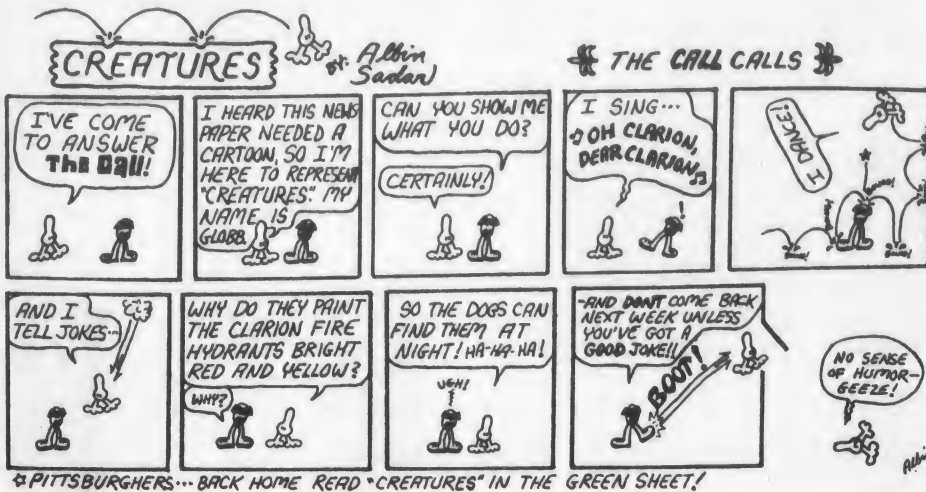 CREATURES
BY: Albin
Sadar
THE CALL CALLS
I'VE COME
TO ANSWER
The Call!
I HEARD THIS NEWS-
PAPER NEEDED A
CARTOON, SO I'M
HERE TO REPRESENT
"CREATURES". MY
NAME IS
GLOBB.
CAN YOU SHOW ME
WHAT YOU DO?
CERTAINLY!
I SING...
♫ OH CLARION,
DEAR CLARION, ♫
!
I DANCE!
AND I
TELL JOKES...
WHY DO THEY PAINT
THE CLARION FIRE
HYDRANTS BRIGHT
RED AND YELLOW?
WHY?
SO THE DOGS CAN
FIND THEM AT
NIGHT! HA-HA-HA!
UGH!
-AND DON'T COME BACK
NEXT WEEK UNLESS
YOU'VE GOT A
GOOD JOKE!!
BOOT!
NO SENSE
OF HUMOR-
GEEZE!
Albin
☆PITTSBURGHERS... BACK HOME READ "CREATURES" IN THE GREEN SHEET!